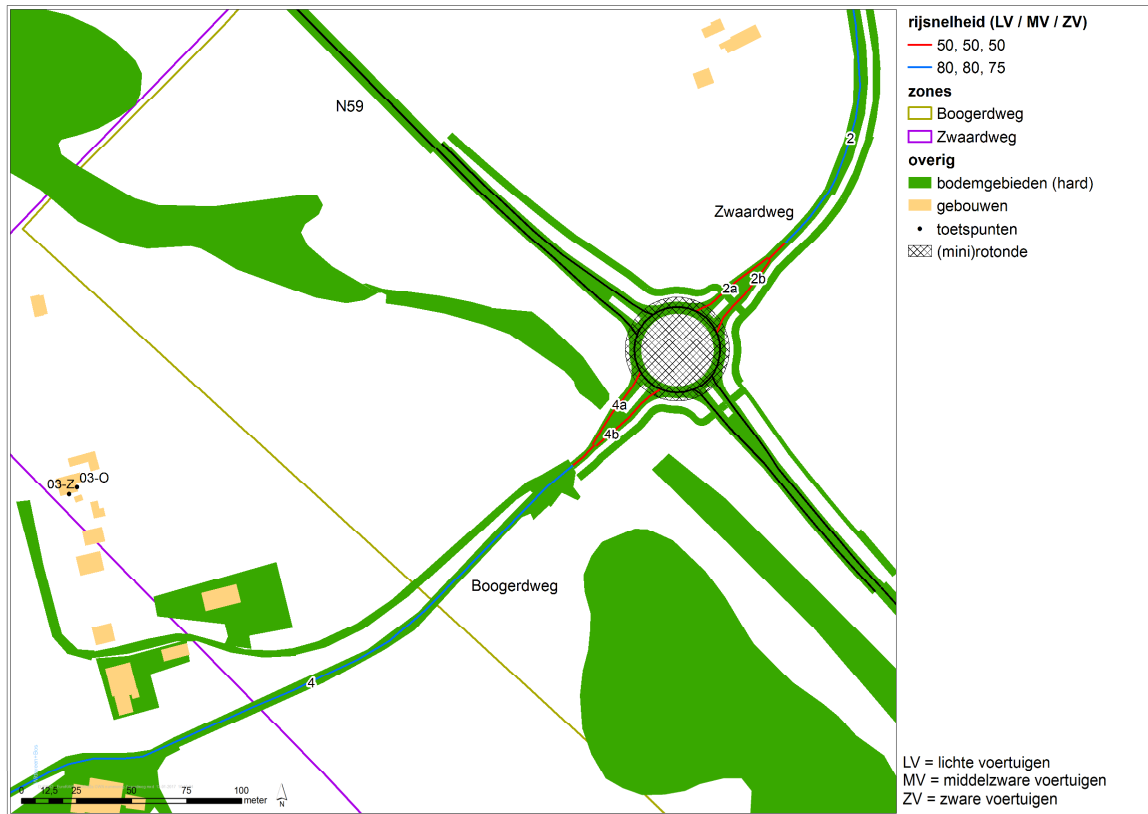 rijsnelheid (LV / MV / ZV)
50, 50, 50
80, 80, 75
zones
Boogerdweg
Zwaardweg
overig
bodemgebieden (hard)
gebouwen
toetspunten
(mini)rotonde
N59
2
Zwaardweg
2b
2a
4a
4b
03-O
03-Z
Boogerdweg
4
0 12,5 25 50 75 100
meter
N
LV = lichte voertuigen
MV = middelzware voertuigen
ZV = zware voertuigen